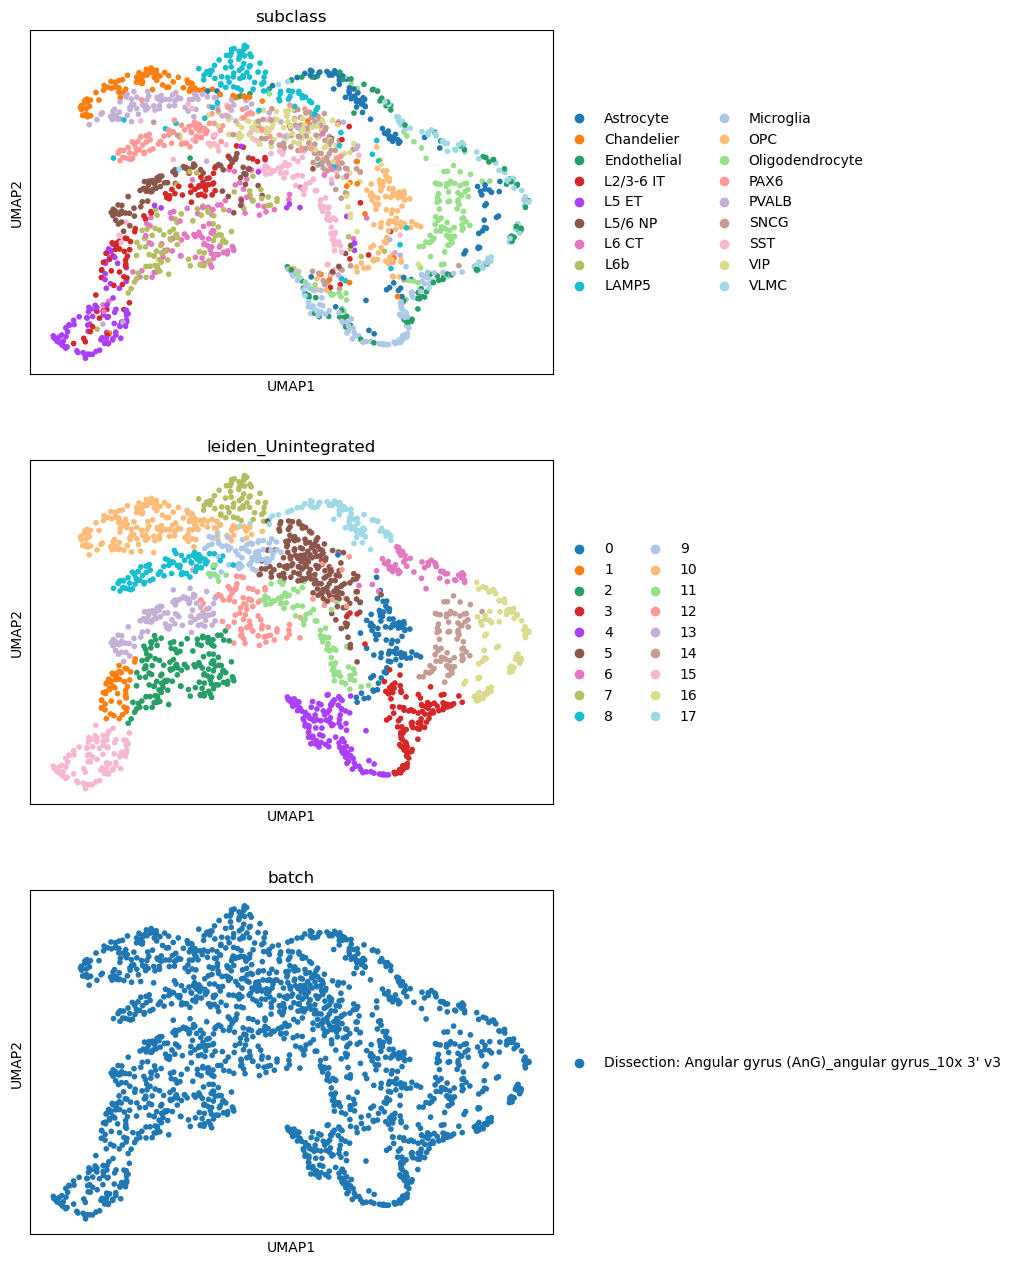 subclass
UMAP2
UMAP1
Astrocyte
Chandelier
Endothelial
L2/3-6 IT
L5 ET
L5/6 NP
L6 CT
L6b
LAMP5
Microglia
OPC
Oligodendrocyte
PAX6
PVALB
SNCG
SST
VIP
VLMC
leiden_Unintegrated
UMAP2
UMAP1
0
1
2
3
4
5
6
7
8
9
10
11
12
13
14
15
16
17
batch
UMAP2
UMAP1
Dissection: Angular gyrus (AnG)_angular gyrus_10x 3' v3